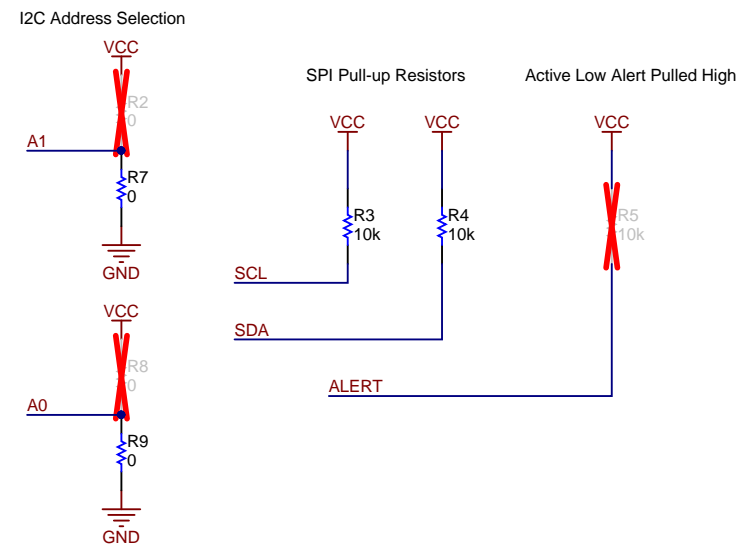 I2C Address Selection
VCC
R2
0
A1
R7
0
GND
VCC
R8
0
A0
R9
0
GND
SPI Pull-up Resistors
VCC
VCC
R3
10k
R4
10k
SCL
SDA
Active Low Alert Pulled High
VCC
R5
10k
ALERT